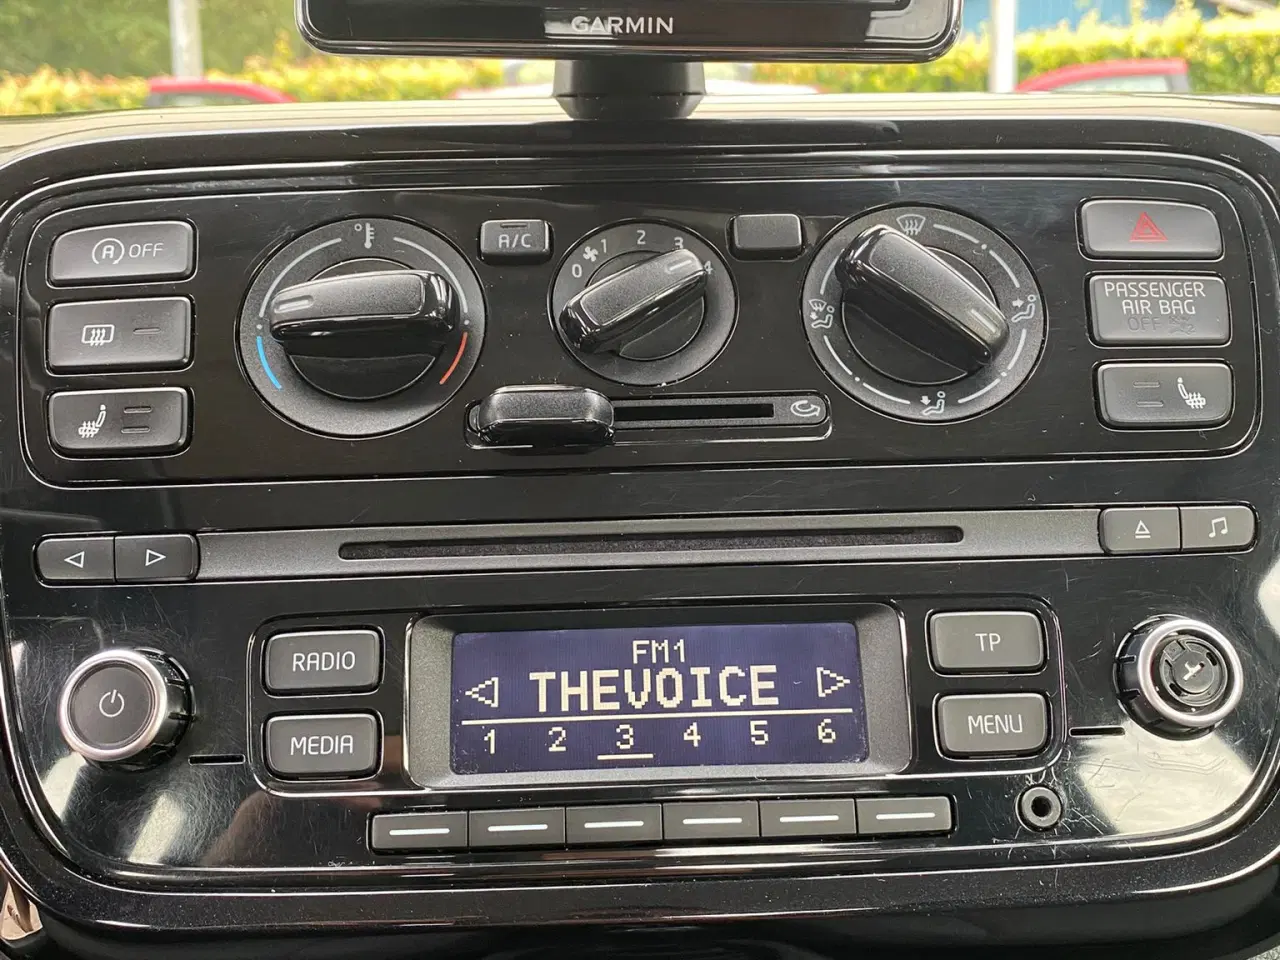 GARMIN
A OFF
A/C
0 1 2 3 4
PASSENGER
AIR BAG
OFF
RADIO
MEDIA
FM1
THEVOICE
1 2 3 4 5 6
TP
MENU